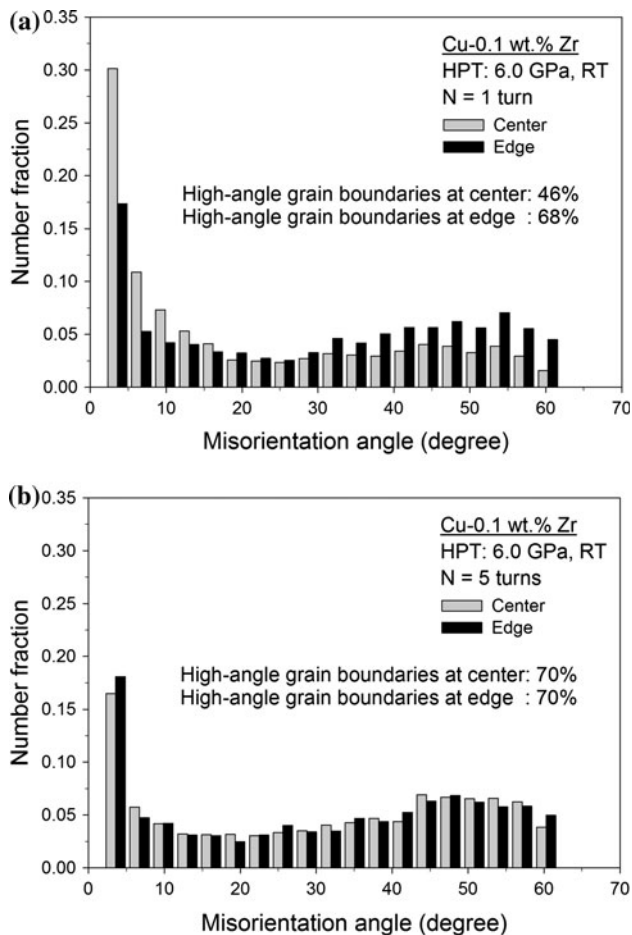 (a)
0.35
0.30
0.25
0.20
0.15
0.10
0.05
0.00
Number fraction
Cu-0.1 wt.% Zr
HPT: 6.0 GPa, RT
N = 1 turn
Center
Edge
High-angle grain boundaries at center: 46%
High-angle grain boundaries at edge : 68%
0 10 20 30 40 50 60 70
Misorientation angle (degree)
(b)
0.35
0.30
0.25
0.20
0.15
0.10
0.05
0.00
Number fraction
Cu-0.1 wt.% Zr
HPT: 6.0 GPa, RT
N = 5 turns
Center
Edge
High-angle grain boundaries at center: 70%
High-angle grain boundaries at edge : 70%
0 10 20 30 40 50 60 70
Misorientation angle (degree)